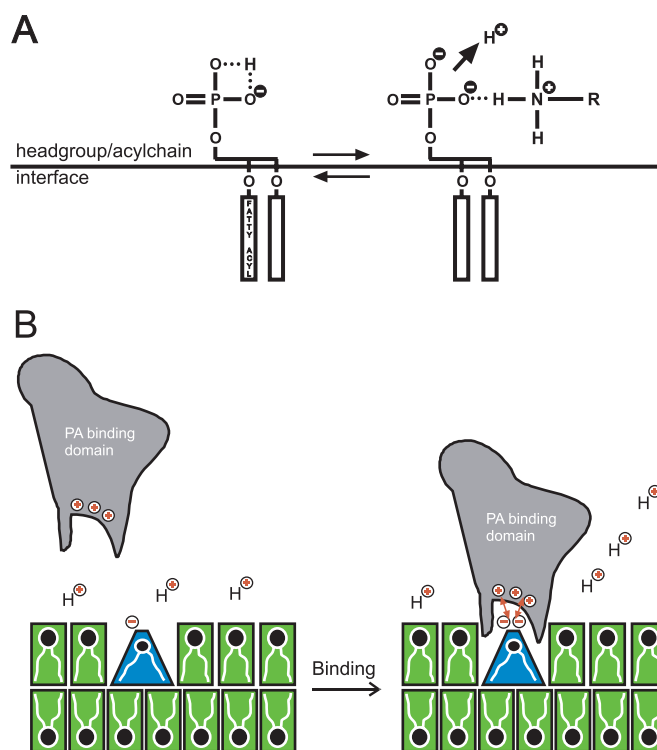 A
O H H
O P O O P O H N R
O O H
headgroup/acylchain
interface
O O O O
FATTY ACYL
B
PA binding
domain
PA binding
domain
H H H H H H H
Binding